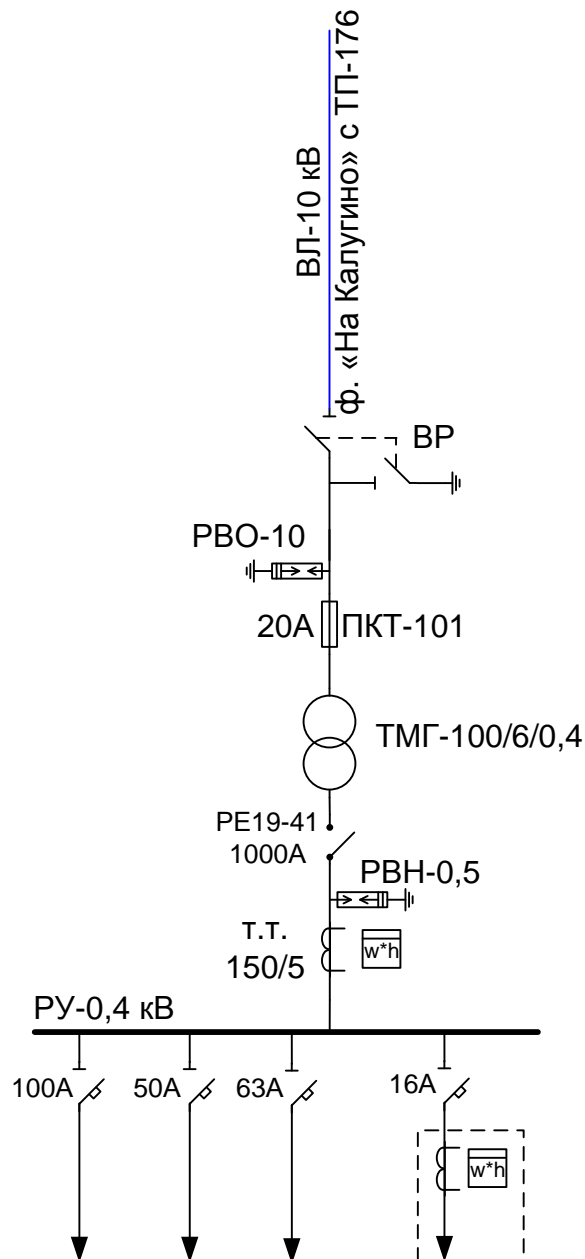 ВЛ-10 кВ
ф. «На Калугино» с ТП-176
ВР
РВО-10
20А
ПКТ-101
ТМГ-100/6/0,4
РЕ19-41
1000А
РВН-0,5
т.т.
150/5
w*h
РУ-0,4 кВ
100А
50А
63А
16А
w*h